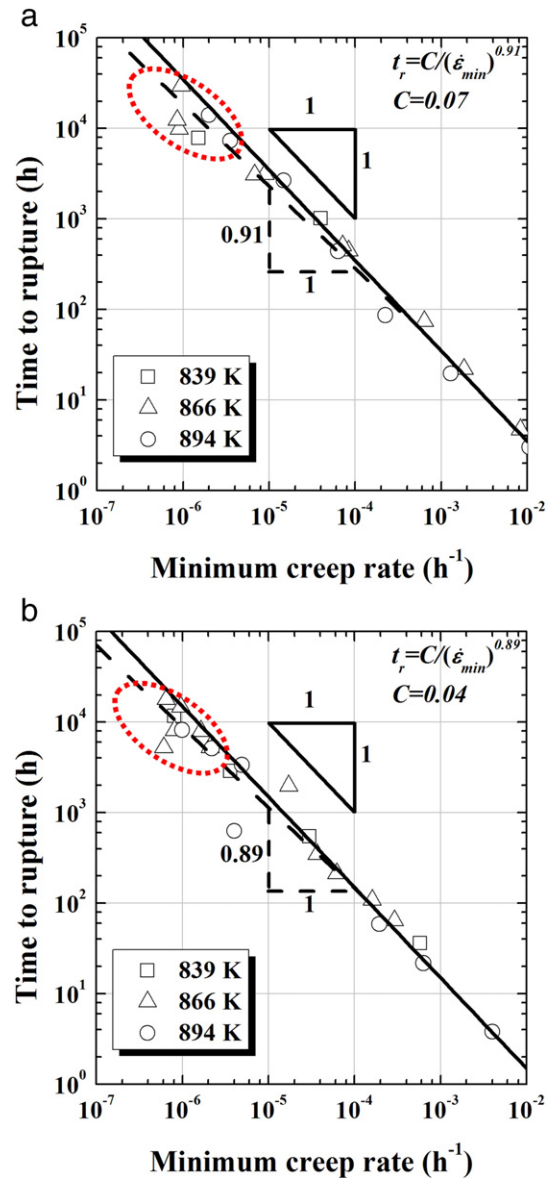 a
10^5
10^4
10^3
10^2
10^1
10^0
Time to rupture (h)
t_r=C/(ε̇_min)^0.91
C=0.07
1
1
0.91
1
839 K
866 K
894 K
10^-7 10^-6 10^-5 10^-4 10^-3 10^-2
Minimum creep rate (h^-1)
b
10^5
10^4
10^3
10^2
10^1
10^0
Time to rupture (h)
t_r=C/(ε̇_min)^0.89
C=0.04
1
1
0.89
1
839 K
866 K
894 K
10^-7 10^-6 10^-5 10^-4 10^-3 10^-2
Minimum creep rate (h^-1)